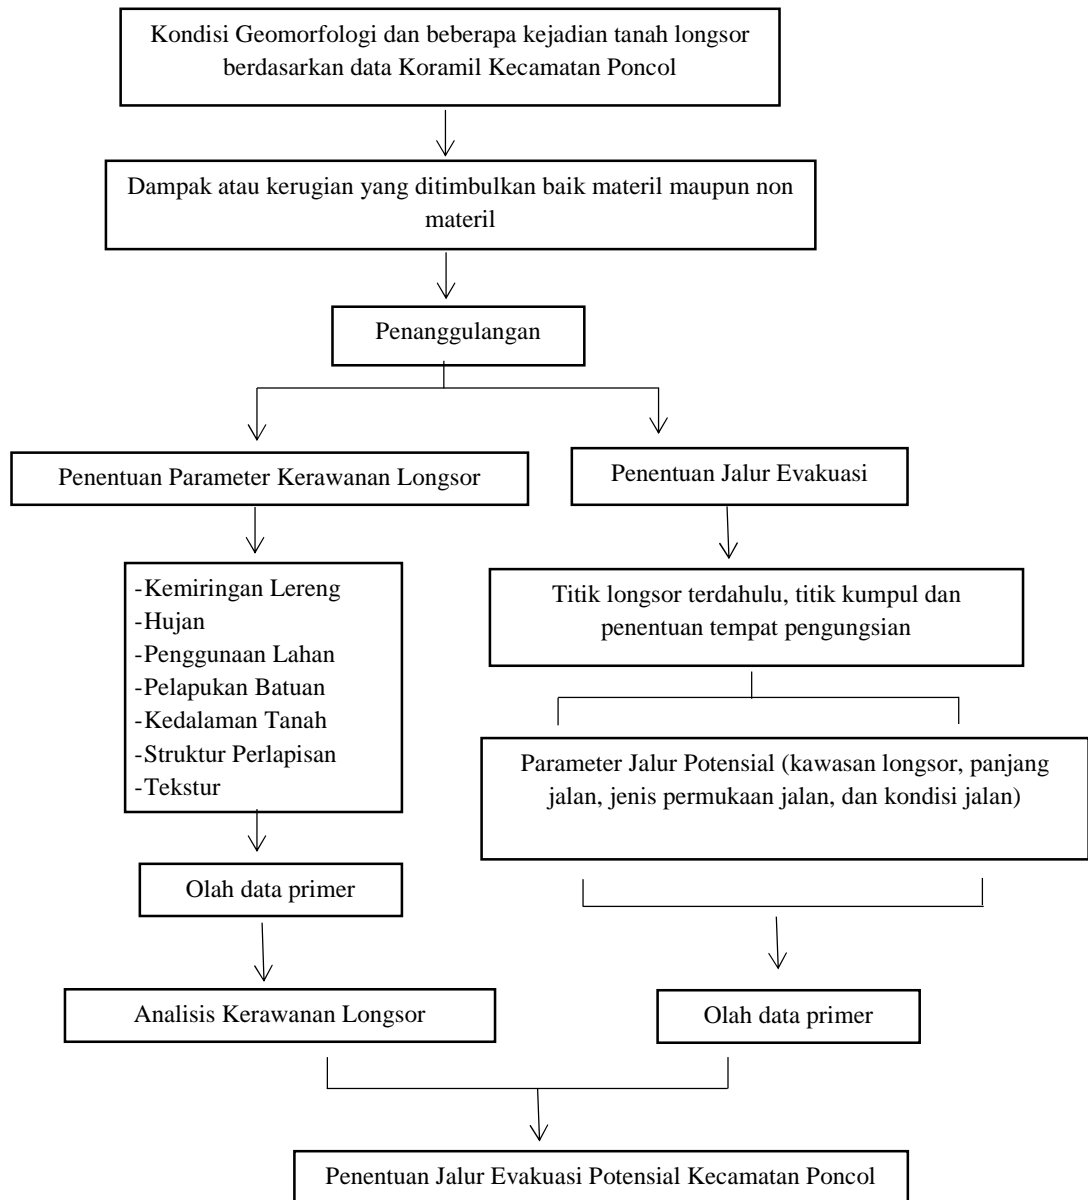 Kondisi Geomorfologi dan beberapa kejadian tanah longsor
berdasarkan data Koramil Kecamatan Poncol
Dampak atau kerugian yang ditimbulkan baik materil maupun non
materil
Penanggulangan
Penentuan Parameter Kerawanan Longsor
Penentuan Jalur Evakuasi
-Kemiringan Lereng
-Hujan
-Penggunaan Lahan
-Pelapukan Batuan
-Kedalaman Tanah
-Struktur Perlapisan
-Tekstur
Titik longsor terdahulu, titik kumpul dan
penentuan tempat pengungsian
Parameter Jalur Potensial (kawasan longsor, panjang
jalan, jenis permukaan jalan, dan kondisi jalan)
Olah data primer
Analisis Kerawanan Longsor
Olah data primer
Penentuan Jalur Evakuasi Potensial Kecamatan Poncol